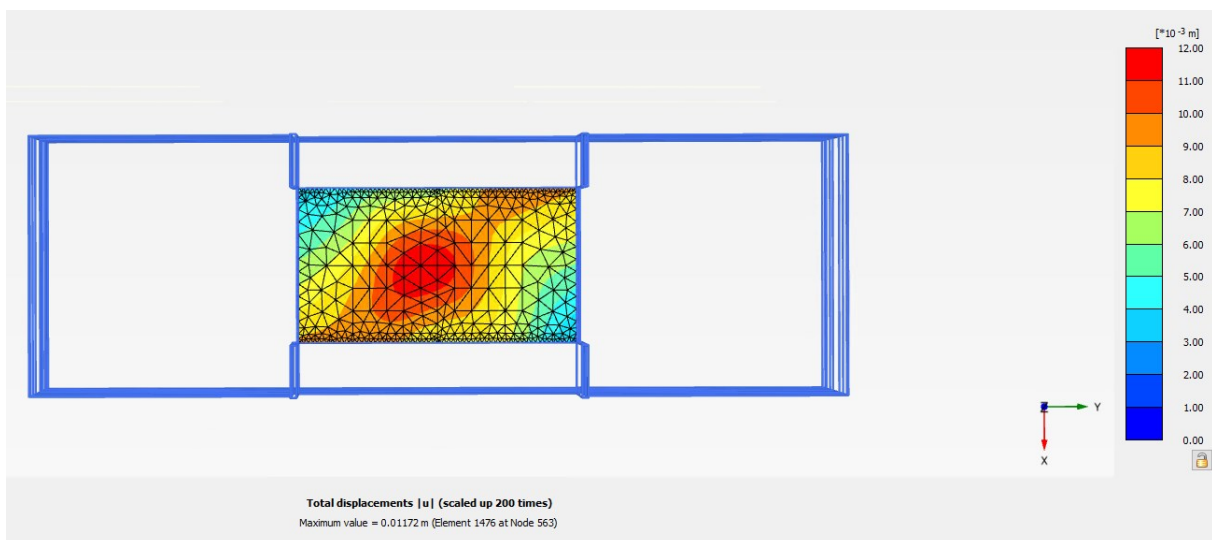 [*10 -3 m]
12.00
11.00
10.00
9.00
8.00
7.00
6.00
5.00
4.00
3.00
2.00
1.00
0.00
Z
Y
X
Total displacements |u| (scaled up 200 times)
Maximum value = 0.01172 m (Element 1476 at Node 563)